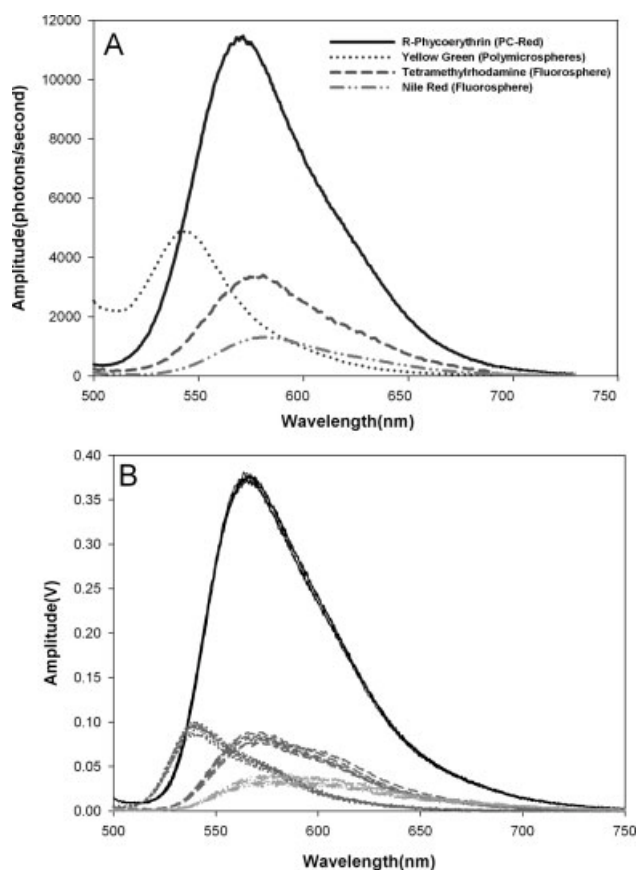 A
12000
10000
8000
6000
4000
2000
0
Amplitude(photons/second)
R-Phycoerythrin (PC-Red)
Yellow Green (Polymicrospheres)
Tetramethylrhodamine (Fluorosphere)
Nile Red (Fluorosphere)
500 550 600 650 700 750
Wavelength(nm)
B
0.40
0.35
0.30
0.25
0.20
0.15
0.10
0.05
0.00
Amplitude(V)
500 550 600 650 700 750
Wavelength(nm)